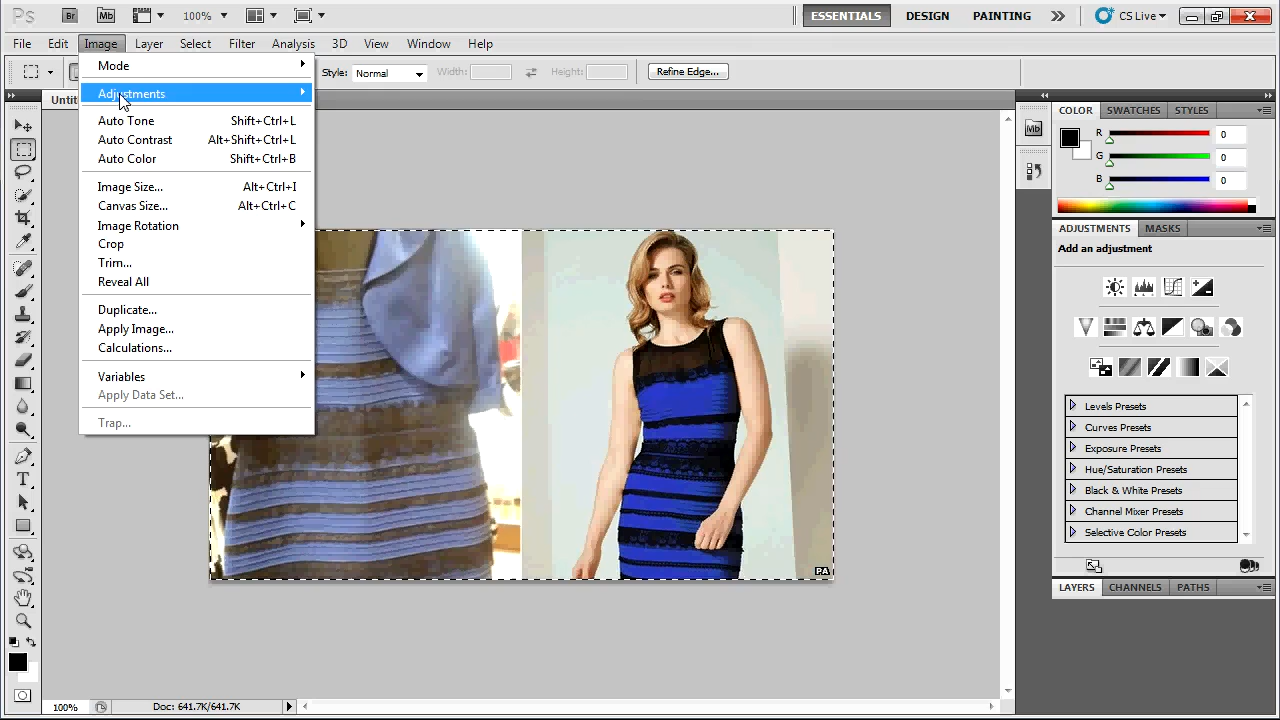 Ps Br Mb 100% ESSENTIALS DESIGN PAINTING CS Live
File Edit Image Layer Select Filter Analysis 3D View Window Help
Style: Normal Width: Height: Refine Edge...
Mode
Adjustments
Auto Tone Shift+Ctrl+L
Auto Contrast Alt+Shift+Ctrl+L
Auto Color Shift+Ctrl+B
Image Size... Alt+Ctrl+I
Canvas Size... Alt+Ctrl+C
Image Rotation
Crop
Trim...
Reveal All
Duplicate...
Apply Image...
Calculations...
Variables
Apply Data Set...
Trap...
Untit
PA
Mb
COLOR SWATCHES STYLES
R 0
G 0
B 0
ADJUSTMENTS MASKS
Add an adjustment
Levels Presets
Curves Presets
Exposure Presets
Hue/Saturation Presets
Black & White Presets
Channel Mixer Presets
Selective Color Presets
LAYERS CHANNELS PATHS
100% Doc: 641.7K/641.7K